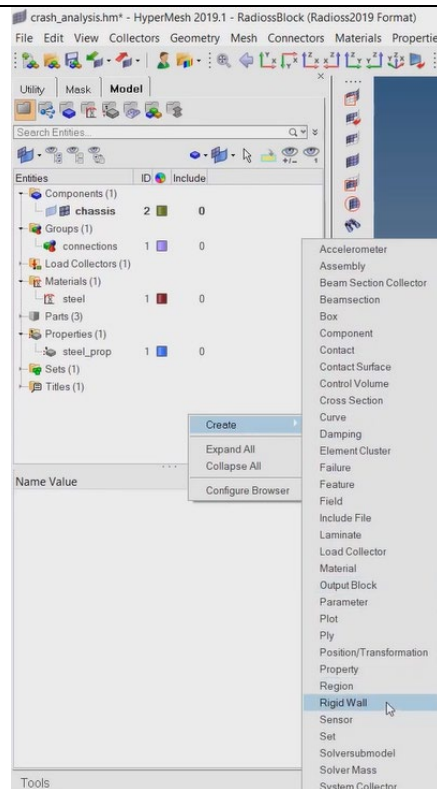 crash_analysis.hm* - HyperMesh 2019.1 - RadiossBlock (Radioss2019 Format)
File Edit View Collectors Geometry Mesh Connectors Materials Propertie
Utility Mask Model
Search Entities...
Entities ID Include
Components (1)
chassis 2 0
Groups (1)
connections 1 0
Load Collectors (1)
Materials (1)
steel 1 0
Parts (3)
Properties (1)
steel_prop 1 0
Sets (1)
Titles (1)
Create
Expand All
Collapse All
Configure Browser
Accelerometer
Assembly
Beam Section Collector
Beamsection
Box
Component
Contact
Contact Surface
Control Volume
Cross Section
Curve
Damping
Element Cluster
Failure
Feature
Field
Include File
Laminate
Load Collector
Material
Output Block
Parameter
Plot
Ply
Position/Transformation
Property
Region
Rigid Wall
Sensor
Set
Solversubmodel
Solver Mass
System Collector
Name Value
Tools